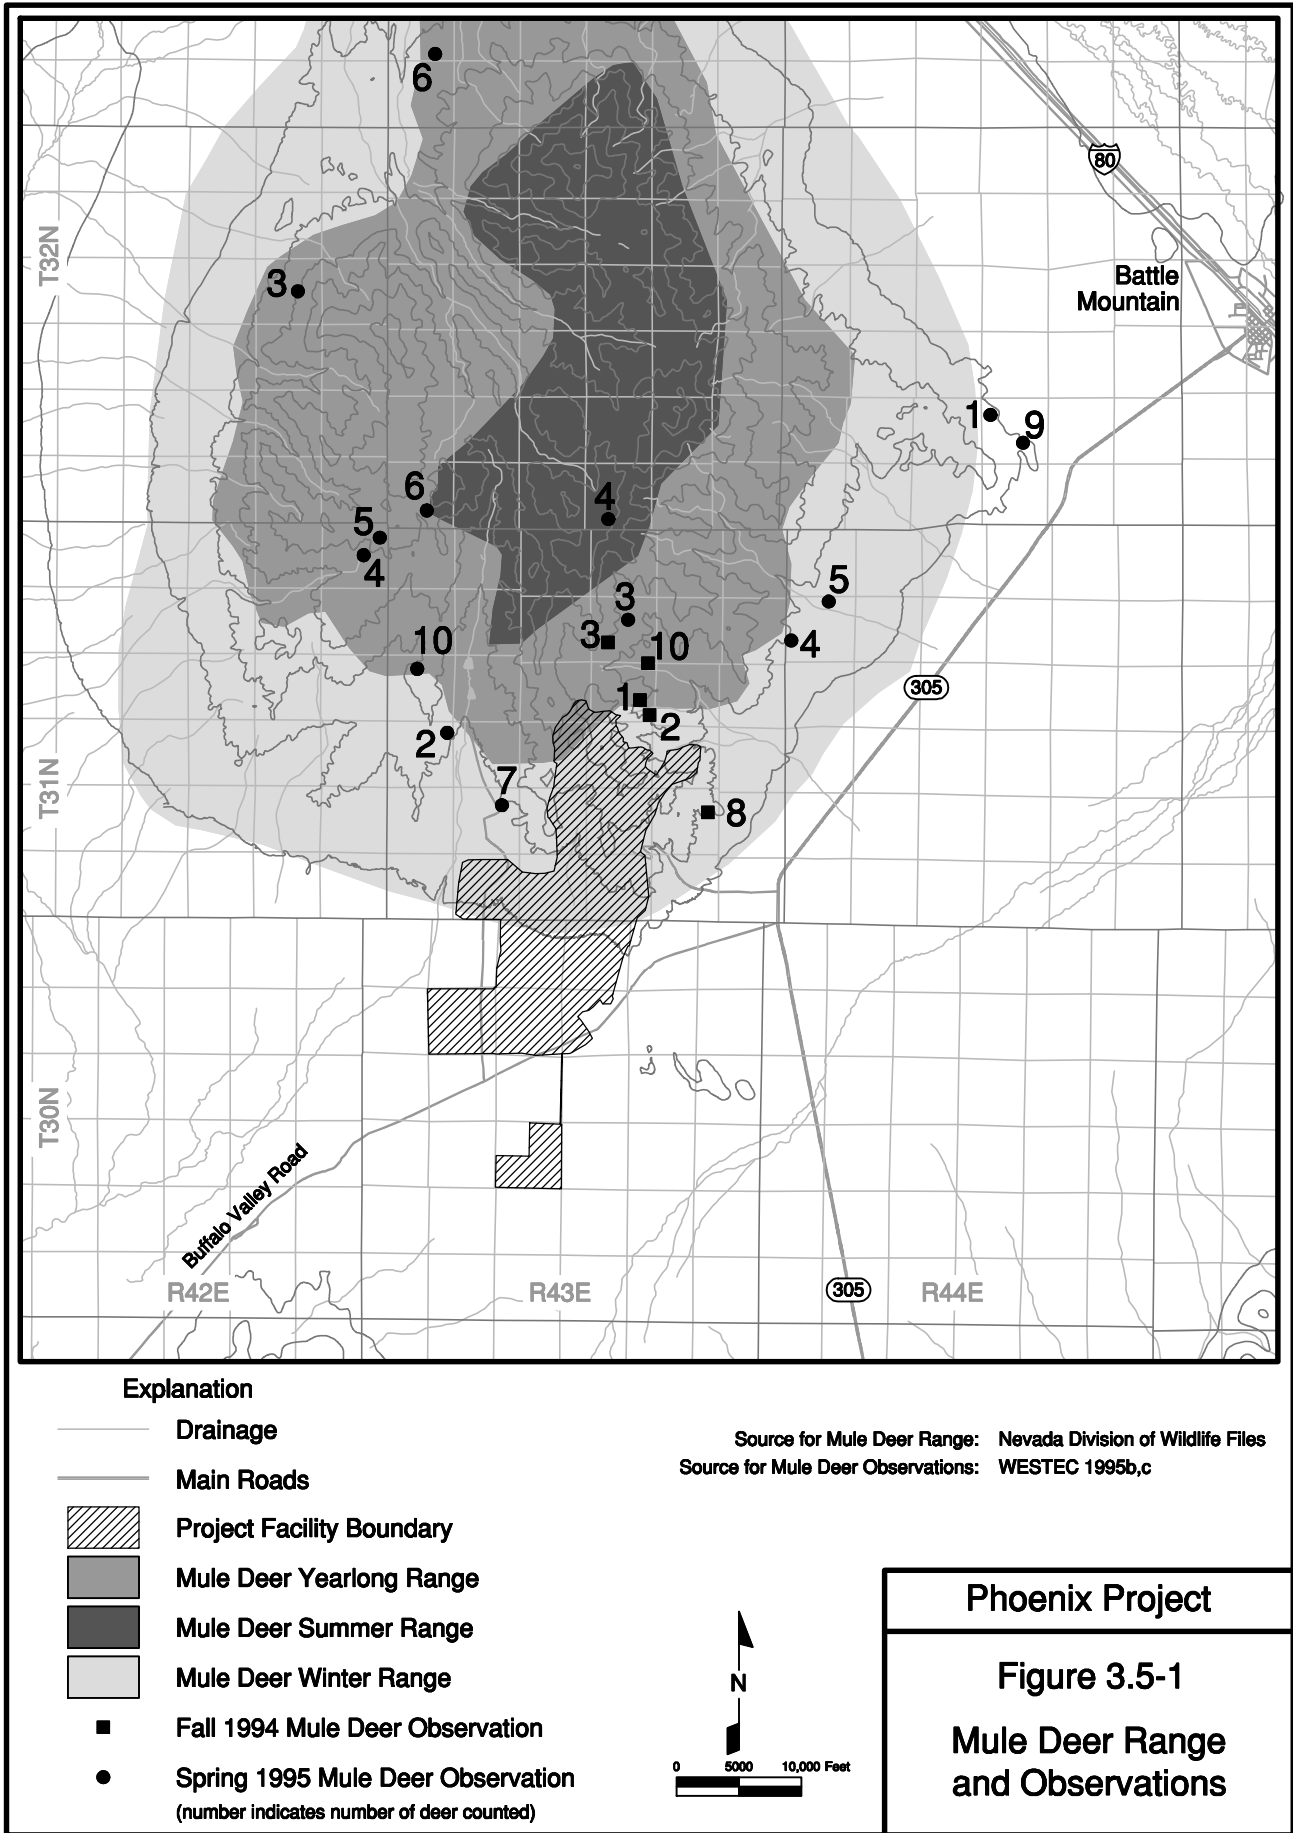 6
80
T32N
Battle
Mountain
3
1
9
6
4
5
4
5
3
3
10
4
10
305
1
2
2
T31N
7
8
T30N
Buffalo Valley Road
R42E
R43E
305
R44E
Explanation
Drainage
Main Roads
Project Facility Boundary
Mule Deer Yearlong Range
Mule Deer Summer Range
Mule Deer Winter Range
Fall 1994 Mule Deer Observation
Spring 1995 Mule Deer Observation
(number indicates number of deer counted)
Source for Mule Deer Range: Nevada Division of Wildlife Files
Source for Mule Deer Observations: WESTEC 1995b,c
N
0 5000 10,000 Feet
Phoenix Project
Figure 3.5-1
Mule Deer Range
and Observations